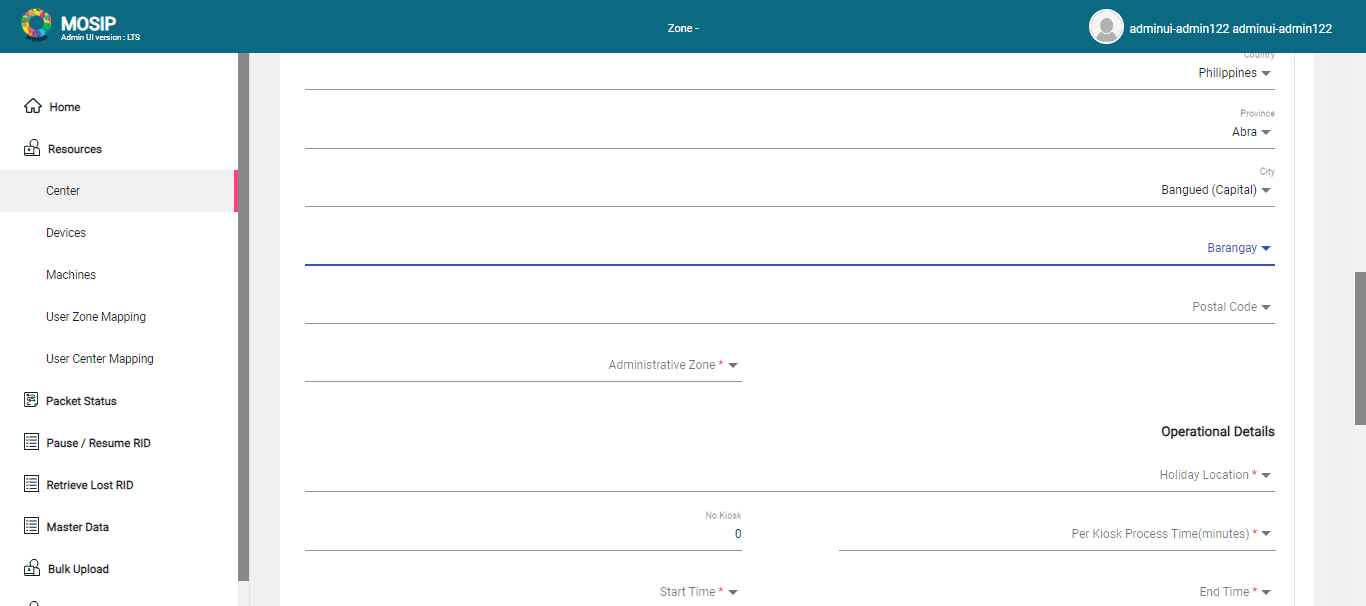 MOSIP
Admin UI version : LTS
Zone -
adminui-admin122 adminui-admin122
Home
Resources
Center
Devices
Machines
User Zone Mapping
User Center Mapping
Packet Status
Pause / Resume RID
Retrieve Lost RID
Master Data
Bulk Upload
Country
Philippines
Province
Abra
City
Bangued (Capital)
Barangay
Postal Code
Administrative Zone *
Operational Details
Holiday Location *
No.Kiosk
0
Per Kiosk Process Time(minutes) *
Start Time *
End Time *